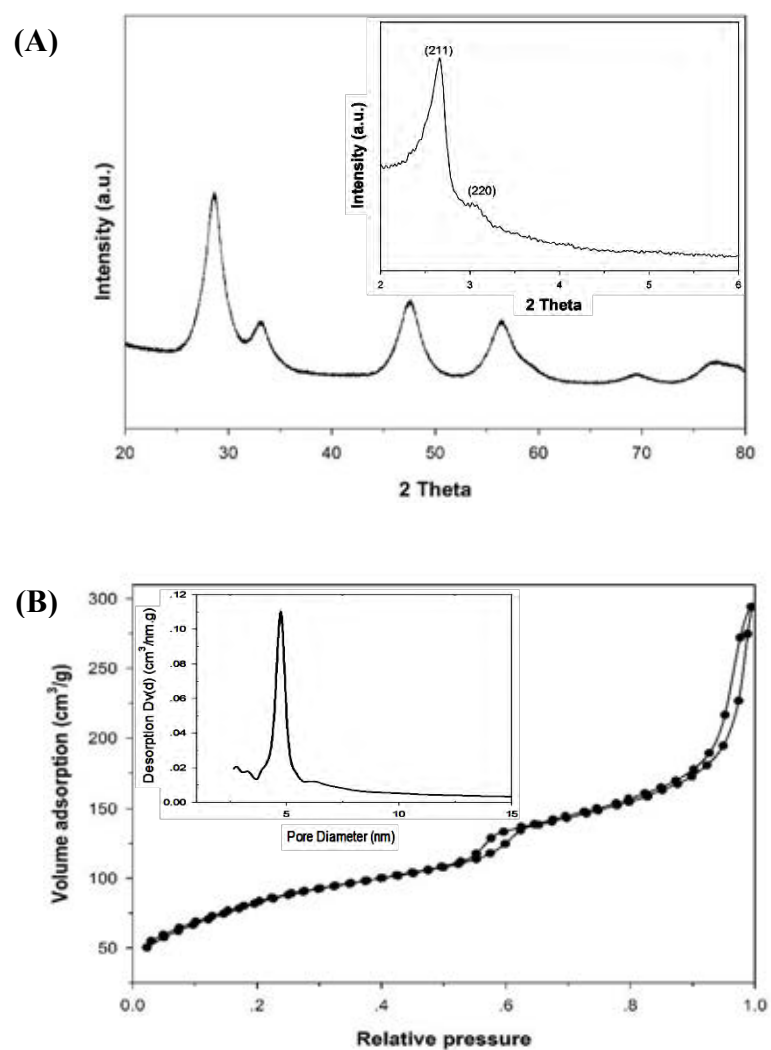 (A)
(211)
(220)
Intensity (a.u.)
2 3 4 5 6
2 Theta
Intensity (a.u.)
20 30 40 50 60 70 80
2 Theta
(B)
.12
.10
.08
.06
.04
.02
0.00
Desorption Dv(d) (cm³/nm.g)
5 10 15
Pore Diameter (nm)
300
250
200
150
100
50
Volume adsorption (cm³/g)
0.0 .2 .4 .6 .8 1.0
Relative pressure